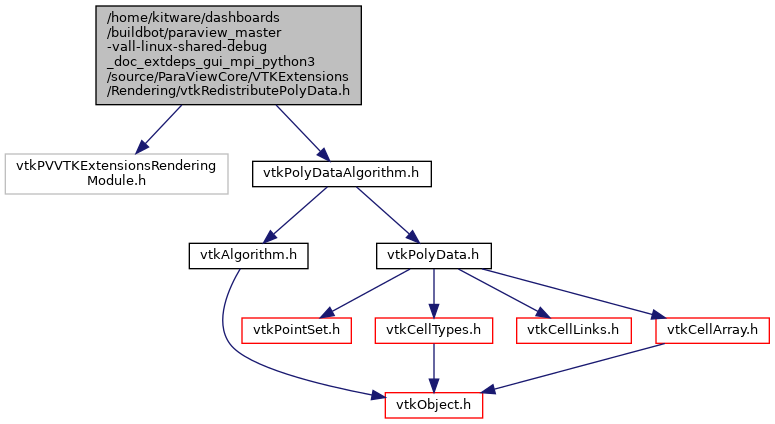 /home/kitware/dashboards
/buildbot/paraview_master
-vall-linux-shared-debug
_doc_extdeps_gui_mpi_python3
/source/ParaViewCore/VTKExtensions
/Rendering/vtkRedistributePolyData.h
vtkPVVTKExtensionsRendering
Module.h
vtkPolyDataAlgorithm.h
vtkAlgorithm.h
vtkPolyData.h
vtkPointSet.h
vtkCellTypes.h
vtkCellLinks.h
vtkCellArray.h
vtkObject.h